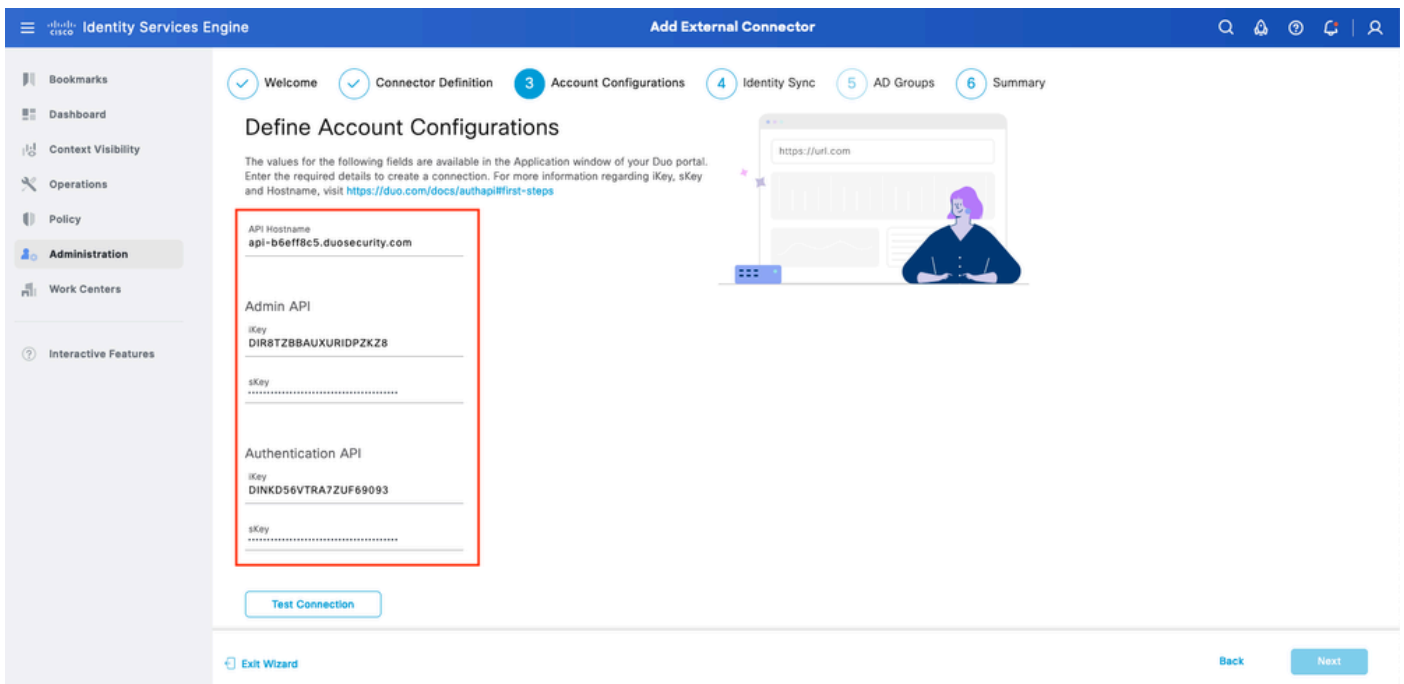 cisco Identity Services Engine
Add External Connector
Bookmarks
Dashboard
Context Visibility
Operations
Policy
Administration
Work Centers
Interactive Features
Welcome
Connector Definition
3 Account Configurations
4 Identity Sync
5 AD Groups
6 Summary
Define Account Configurations
The values for the following fields are available in the Application window of your Duo portal.
Enter the required details to create a connection. For more information regarding iKey, sKey
and Hostname, visit https://duo.com/docs/authapi#first-steps
https://url.com
API Hostname
api-b6eff8c5.duosecurity.com
Admin API
iKey
DIR8TZBBAUXURIDPZKZ8
sKey
Authentication API
iKey
DINKD56VTRA7ZUF69093
sKey
Test Connection
Exit Wizard
Back
Next